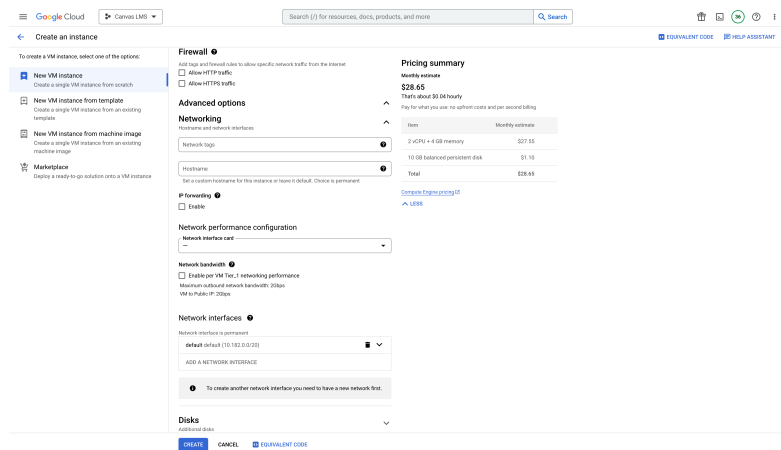 Google Cloud
Canvas LMS
Search (/) for resources, docs, products, and more
Search
36
Create an instance
EQUIVALENT CODE
HELP ASSISTANT
To create a VM instance, select one of the options:
New VM instance
Create a single VM instance from scratch
New VM instance from template
Create a single VM instance from an existing
template
New VM instance from machine image
Create a single VM instance from an existing
machine image
Marketplace
Deploy a ready-to-go solution onto a VM instance
Firewall
Add tags and firewall rules to allow specific network traffic from the Internet
Allow HTTP traffic
Allow HTTPS traffic
Advanced options
Networking
Hostname and network interfaces
Network tags
Hostname
Set a custom hostname for this instance or leave it default. Choice is permanent
IP forwarding
Enable
Network performance configuration
Network interface card
—
Network bandwidth
Enable per VM Tier_1 networking performance
Maximum outbound network bandwidth: 2Gbps
VM to Public IP: 2Gbps
Network interfaces
Network interface is permanent
default default (10.182.0.0/20)
ADD A NETWORK INTERFACE
To create another network interface you need to have a new network first.
Disks
Additional disks
CREATE
CANCEL
EQUIVALENT CODE
Pricing summary
Monthly estimate
$28.65
That's about $0.04 hourly
Pay for what you use: no upfront costs and per second billing
Item Monthly estimate
2 vCPU + 4 GB memory $27.55
10 GB balanced persistent disk $1.10
Total $28.65
Compute Engine pricing
LESS